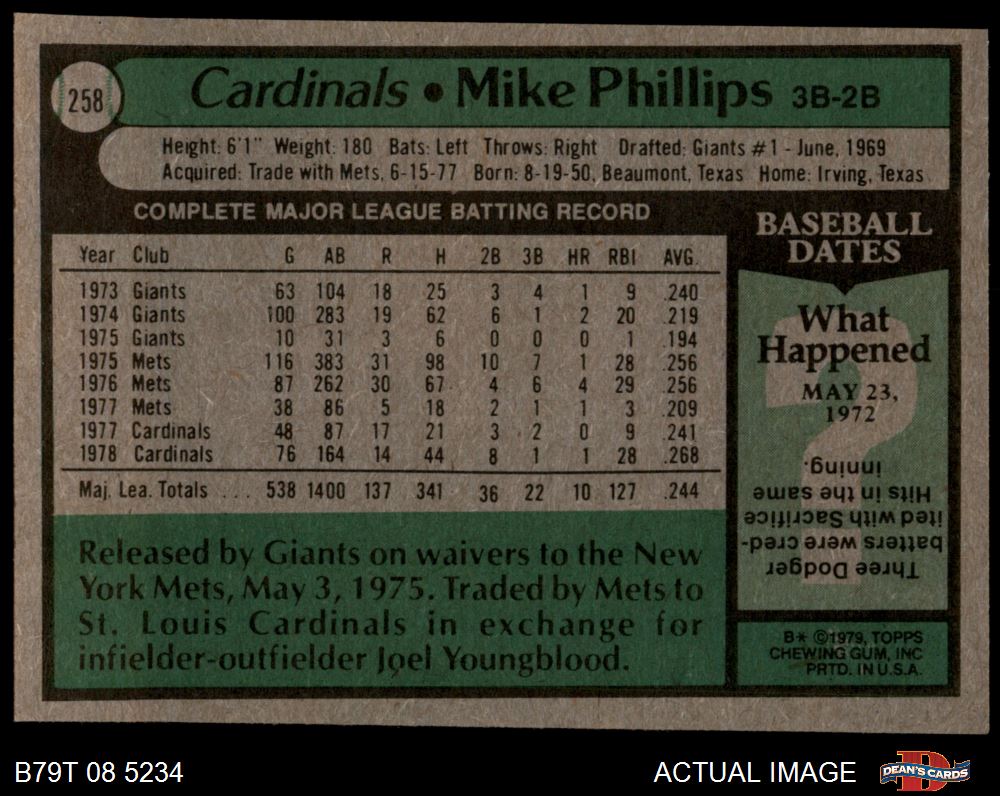 258
Cardinals • Mike Phillips 3B-2B
Height: 6'1" Weight: 180 Bats: Left Throws: Right Drafted: Giants #1 - June, 1969
Acquired: Trade with Mets, 6-15-77 Born: 8-19-50, Beaumont, Texas Home: Irving, Texas
COMPLETE MAJOR LEAGUE BATTING RECORD
Year Club G AB R H 2B 3B HR RBI AVG.
1973 Giants 63 104 18 25 3 4 1 9 .240
1974 Giants 100 283 19 62 6 1 2 20 .219
1975 Giants 10 31 3 6 0 0 0 1 .194
1975 Mets 116 383 31 98 10 7 1 28 .256
1976 Mets 87 262 30 67 4 6 4 29 .256
1977 Mets 38 86 5 18 2 1 1 3 .209
1977 Cardinals 48 87 17 21 3 2 0 9 .241
1978 Cardinals 76 164 14 44 8 1 1 28 .268
Maj. Lea. Totals ... 538 1400 137 341 36 22 10 127 .244
Released by Giants on waivers to the New
York Mets, May 3, 1975. Traded by Mets to
St. Louis Cardinals in exchange for
infielder-outfielder Joel Youngblood.
BASEBALL
DATES
What
Happened
MAY 23,
1972
?
Three Dodger
batters were cred-
ited with Sacrifice
Hits in the same
inning.
B* ©1979, TOPPS
CHEWING GUM, INC
PRTD. IN U.S.A.
B79T 08 5234
ACTUAL IMAGE
D
DEAN'S CARDS